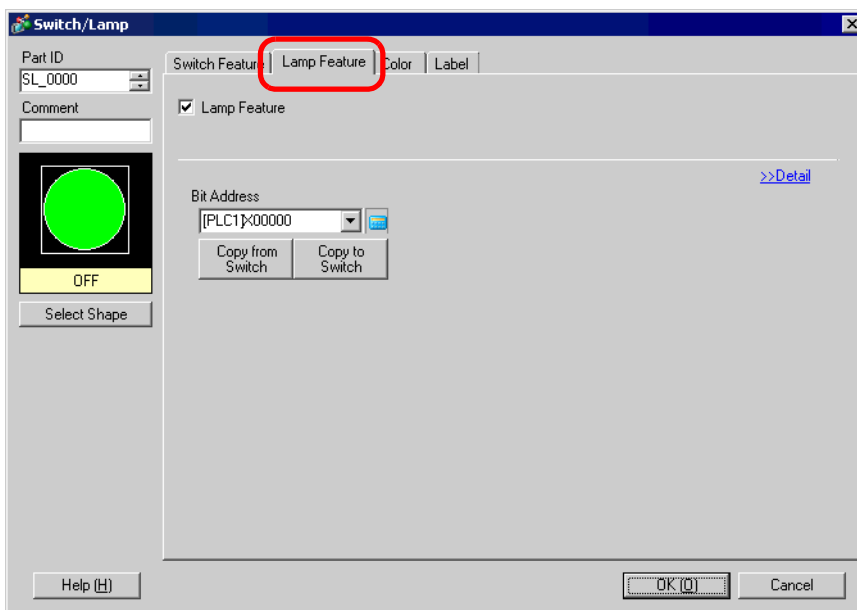 Switch/Lamp
Part ID
SL_0000
Comment
OFF
Select Shape
Switch Feature
Lamp Feature
Color
Label
Lamp Feature
>>Detail
Bit Address
[PLC1]X00000
Copy from
Switch
Copy to
Switch
Help (H)
OK (O)
Cancel